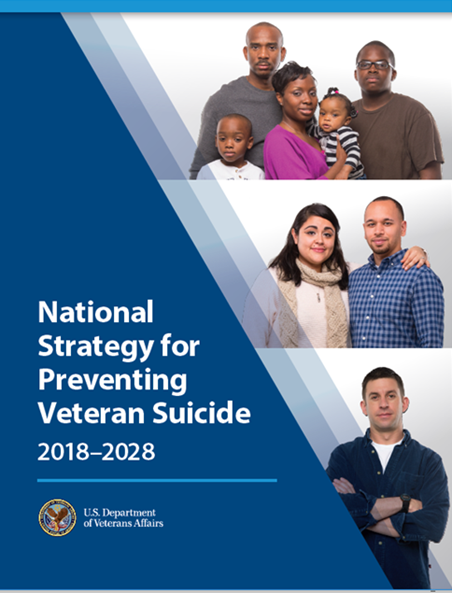 National
Strategy for
Preventing
Veteran Suicide
2018–2028
U.S. Department
of Veterans Affairs